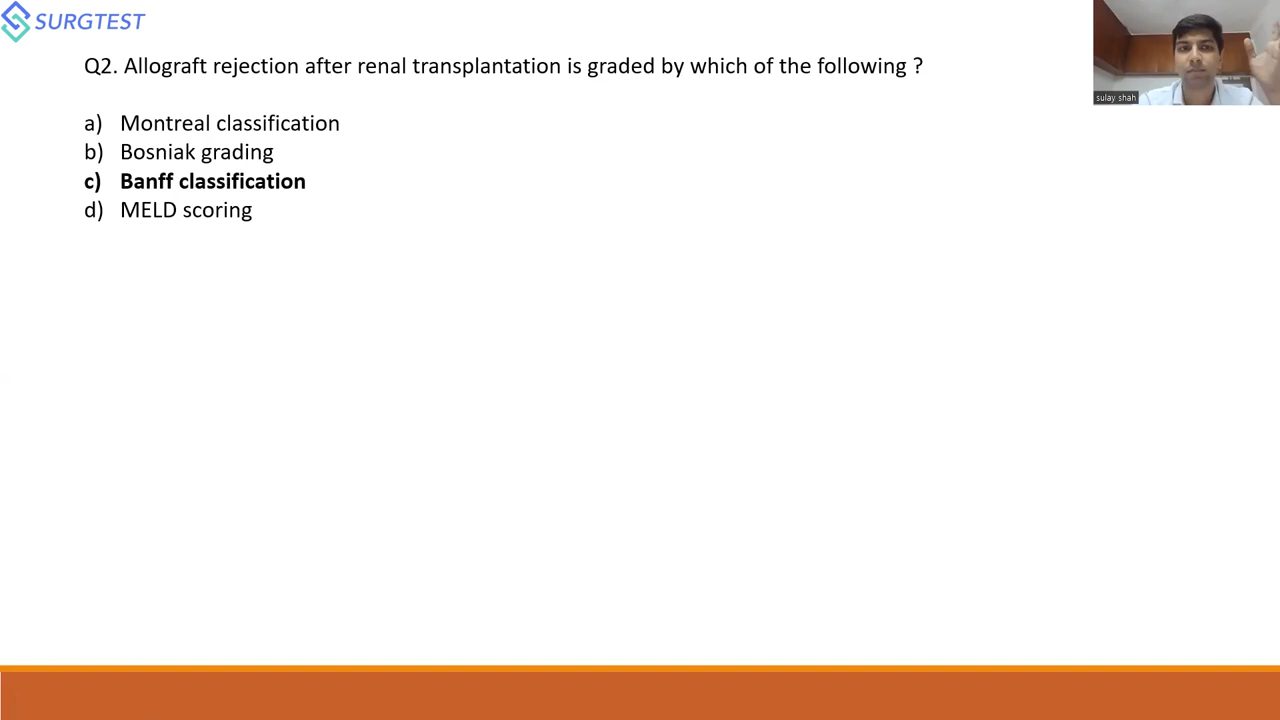 SURGTEST
Q2. Allograft rejection after renal transplantation is graded by which of the following ?
a) Montreal classification
b) Bosniak grading
c) Banff classification
d) MELD scoring
sulay shah